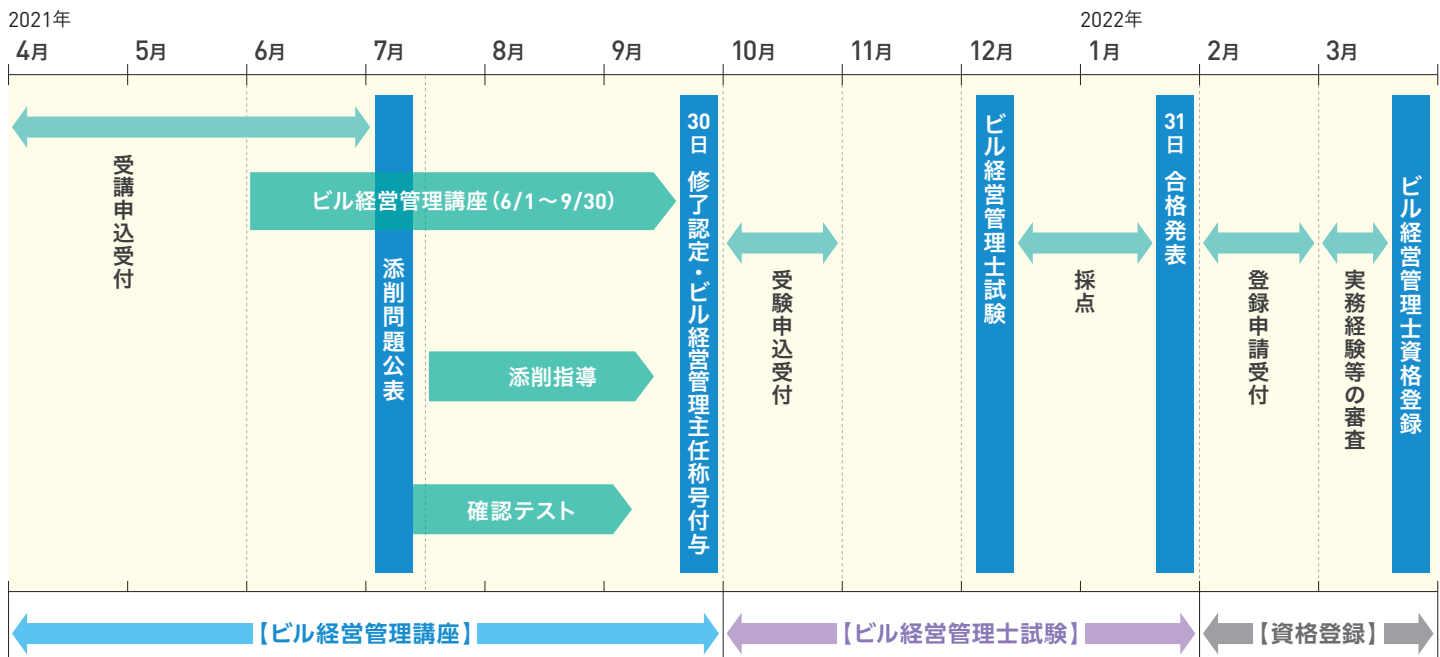 2021年
2022年
4月
5月
6月
7月
8月
9月
10月
11月
12月
1月
2月
3月
受講申込受付
ビル経営管理講座（6/1～9/30）
添削問題公表
添削指導
確認テスト
30日 修了認定・ビル経営管理主任称号付与
受験申込受付
ビル経営管理士試験
採点
31日 合格発表
登録申請受付
実務経験等の審査
ビル経営管理士資格登録
【ビル経営管理講座】
【ビル経営管理士試験】
【資格登録】